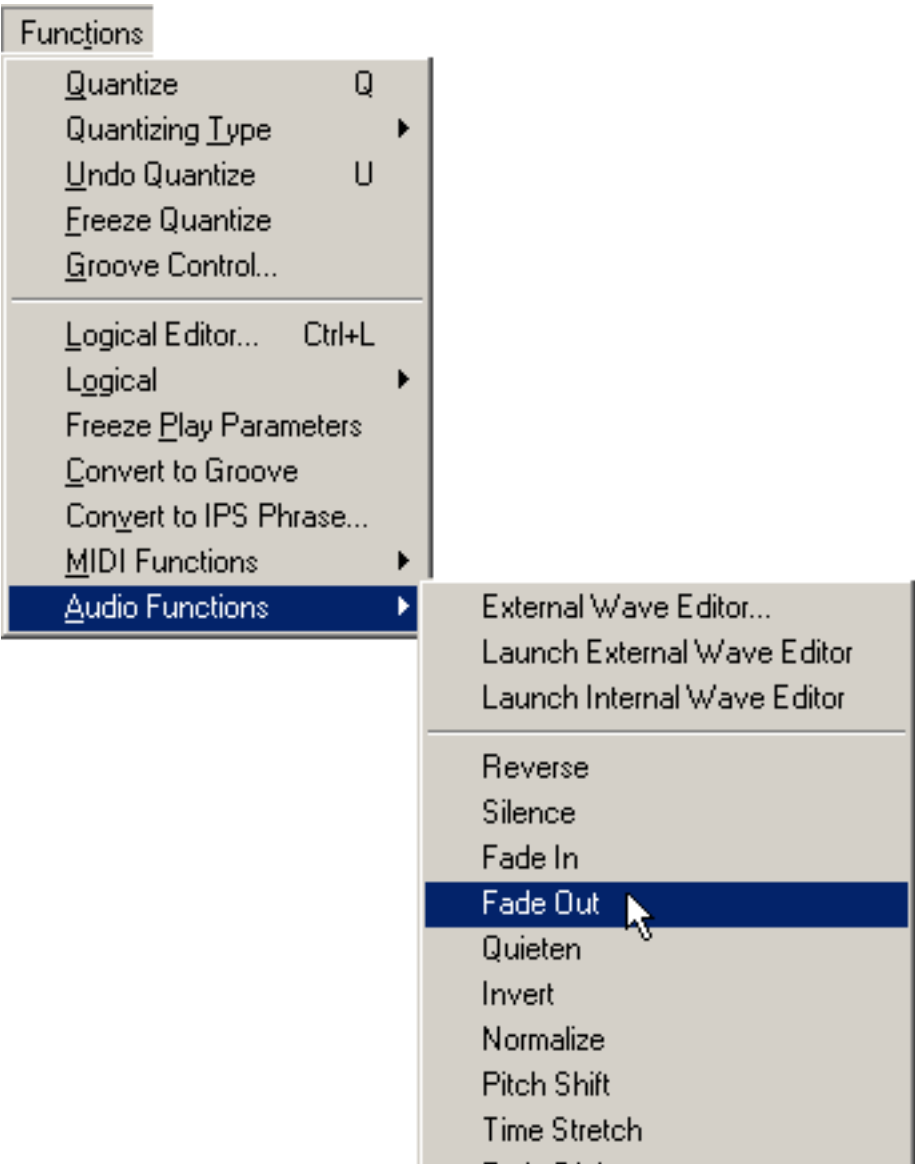 Functions
Quantize Q
Quantizing Type
Undo Quantize U
Freeze Quantize
Groove Control...
Logical Editor... Ctrl+L
Logical
Freeze Play Parameters
Convert to Groove
Convert to IPS Phrase...
MIDI Functions
Audio Functions
External Wave Editor...
Launch External Wave Editor
Launch Internal Wave Editor
Reverse
Silence
Fade In
Fade Out
Quieten
Invert
Normalize
Pitch Shift
Time Stretch